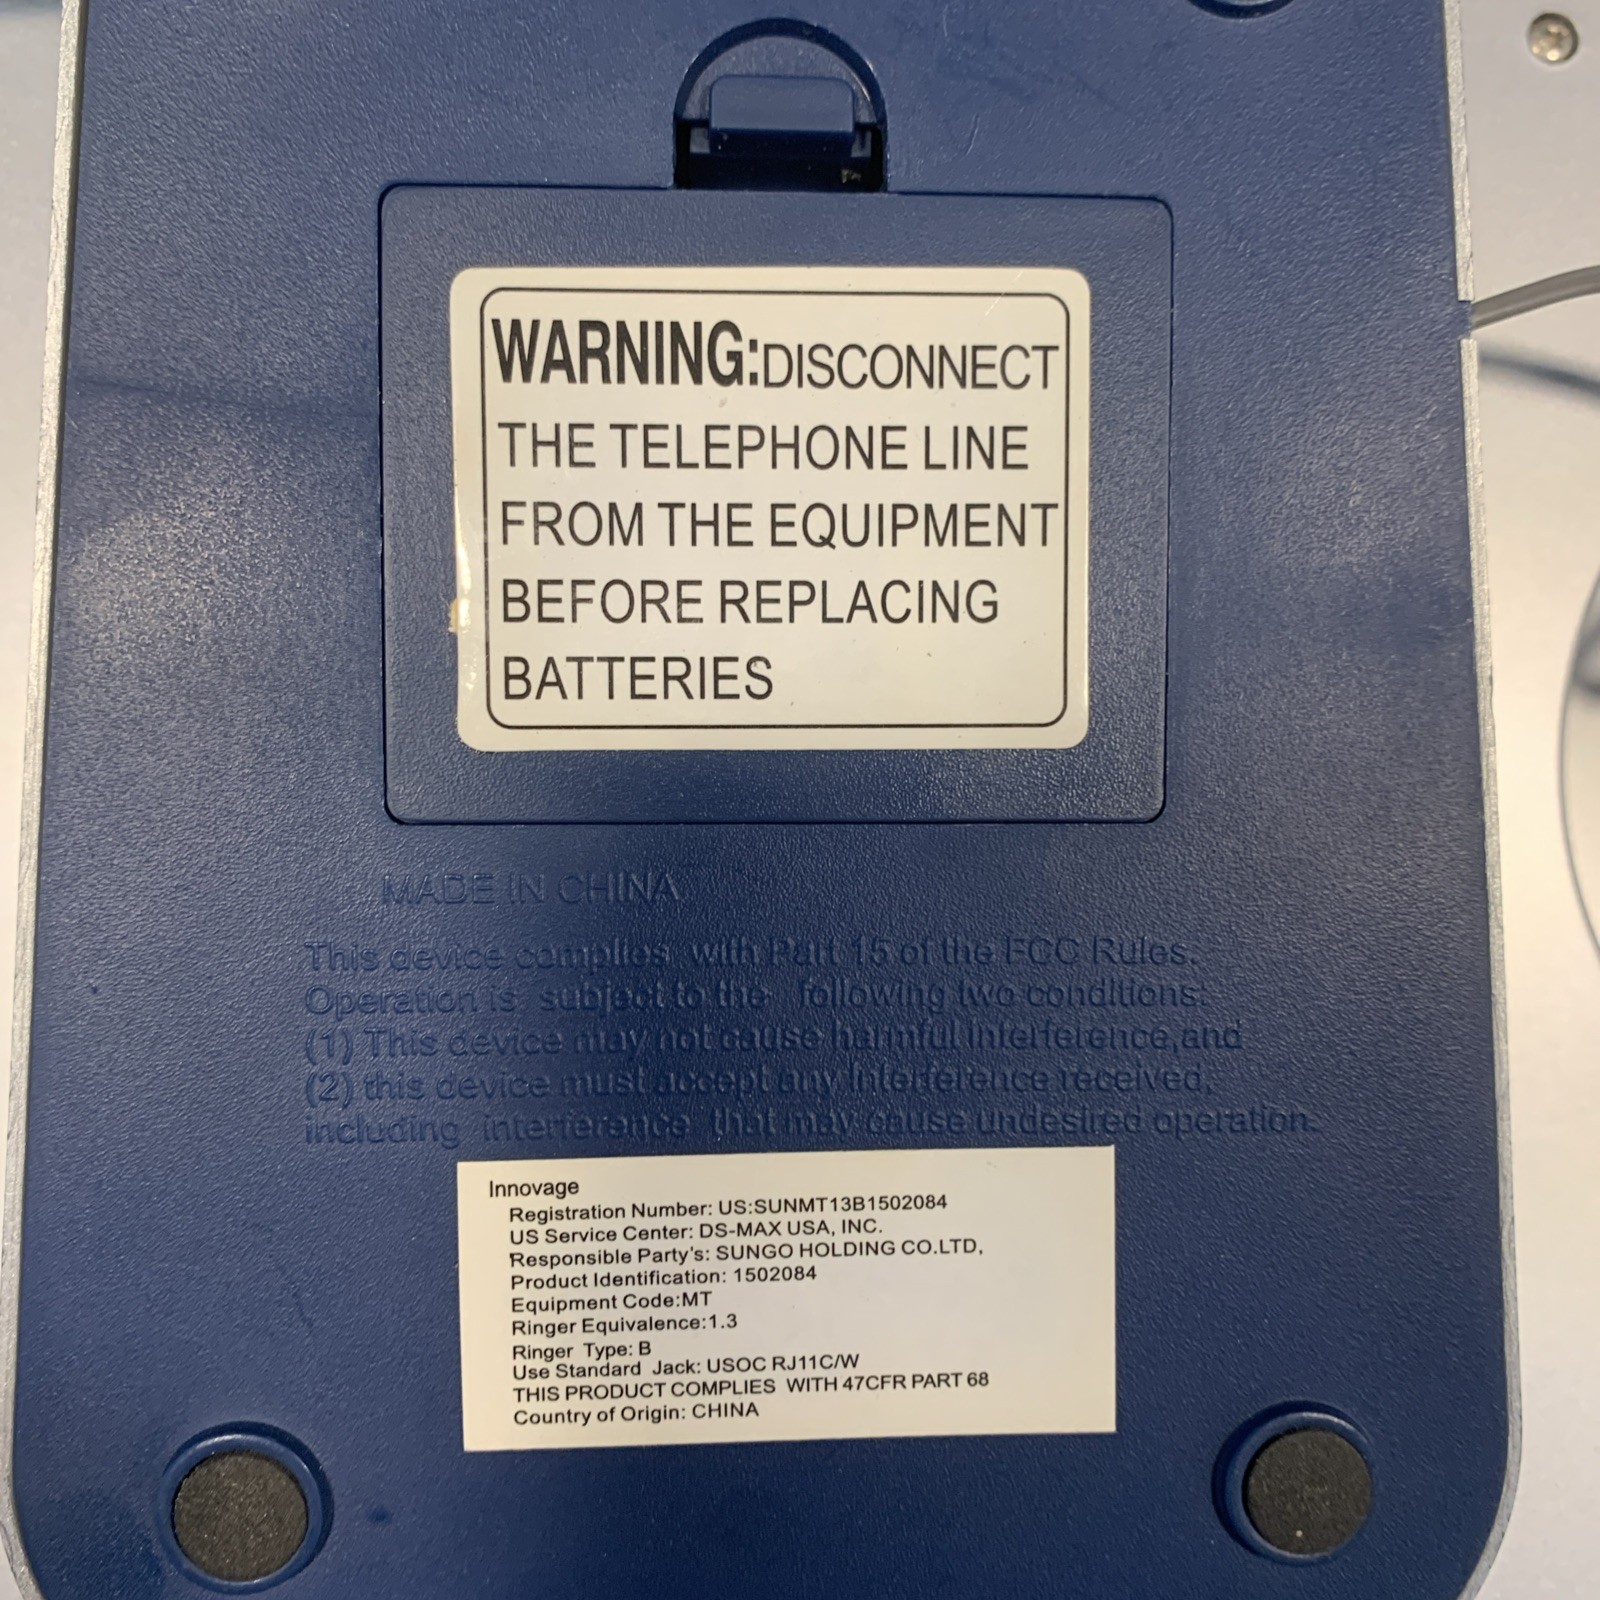 WARNING:DISCONNECT
THE TELEPHONE LINE
FROM THE EQUIPMENT
BEFORE REPLACING
BATTERIES
MADE IN CHINA
This device complies with Part 15 of the FCC Rules.
Operation is subject to the following two conditions:
(1) This device may not cause harmful interference,and
(2) this device must accept any interference received,
including interference that may cause undesired operation.
Innovage
Registration Number: US:SUNMT13B1502084
US Service Center: DS-MAX USA, INC.
Responsible Party's: SUNGO HOLDING CO.LTD,
Product Identification: 1502084
Equipment Code:MT
Ringer Equivalence:1.3
Ringer Type: B
Use Standard Jack: USOC RJ11C/W
THIS PRODUCT COMPLIES WITH 47CFR PART 68
Country of Origin: CHINA